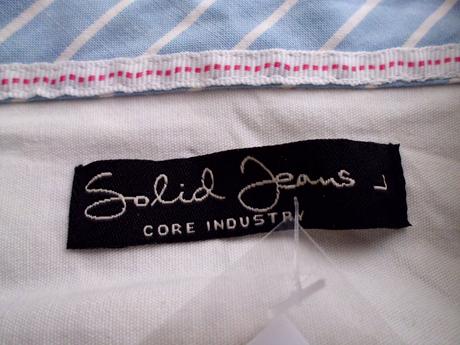 Solid Jeans L
CORE INDUSTRY